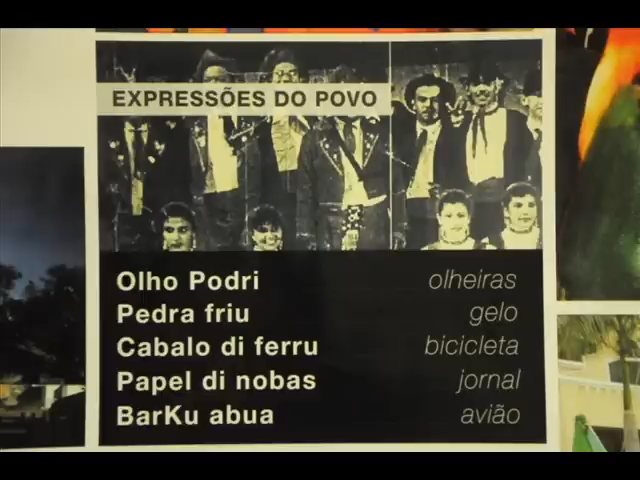 EXPRESSÕES DO POVO
Olho Podri olheiras
Pedra friu gelo
Cabalo di ferru bicicleta
Papel di nobas jornal
BarKu abua avião